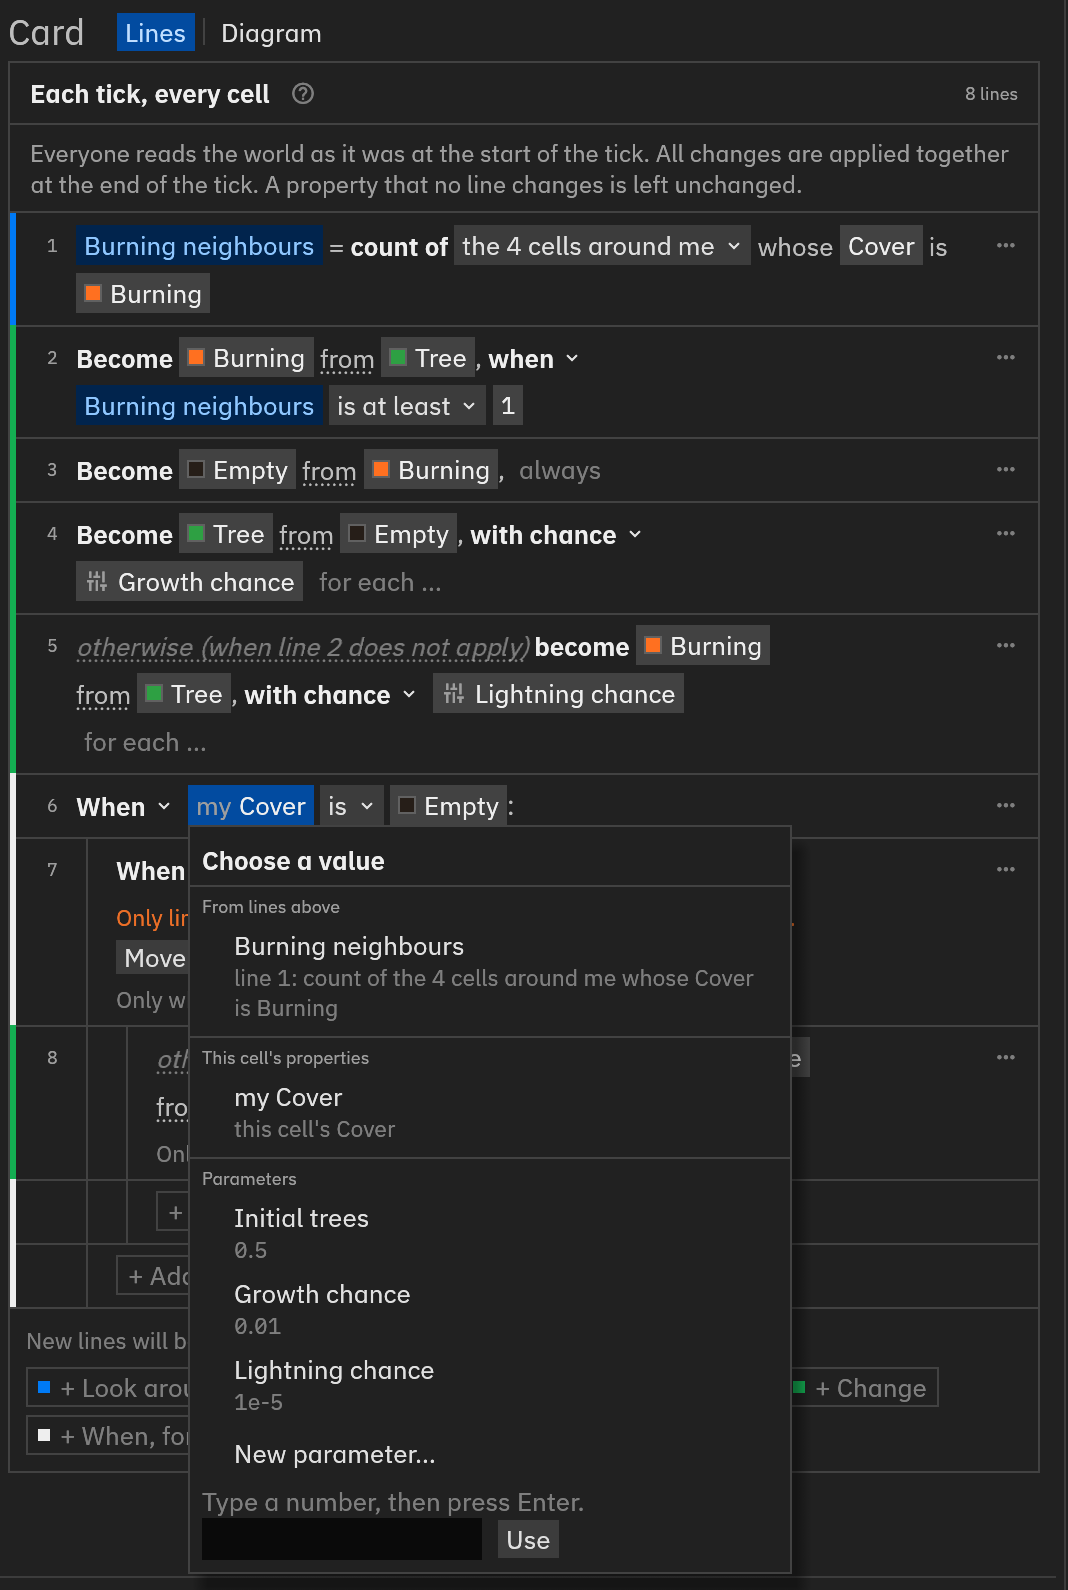 Card Lines Diagram
Each tick, every cell 8 lines
Everyone reads the world as it was at the start of the tick. All changes are applied together
at the end of the tick. A property that no line changes is left unchanged.
1 Burning neighbours = count of the 4 cells around me whose Cover is
Burning
2 Become Burning from Tree, when
Burning neighbours is at least 1
3 Become Empty from Burning, always
4 Become Tree from Empty, with chance
Growth chance for each ...
5 otherwise (when line 2 does not apply) become Burning
from Tree, with chance Lightning chance
for each ...
6 When my Cover is Empty:
7 When
Only
Move
Only
8
Choose a value
From lines above
Burning neighbours
line 1: count of the 4 cells around me whose Cover
is Burning
This cell's properties
my Cover
this cell's Cover
Parameters
Initial trees
0.5
Growth chance
0.01
Lightning chance
1e-5
New parameter...
Type a number, then press Enter.
Use
+
+
New lines will
+ Look
+ Change
+ When,